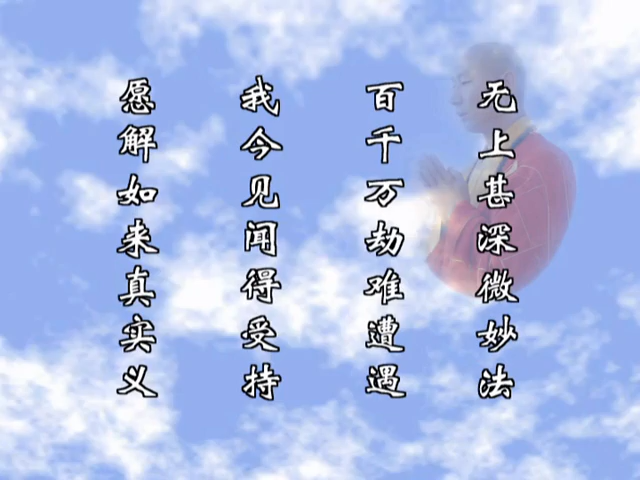 无上甚深微妙法
百千万劫难遭遇
我今见闻得受持
愿解如来真实义